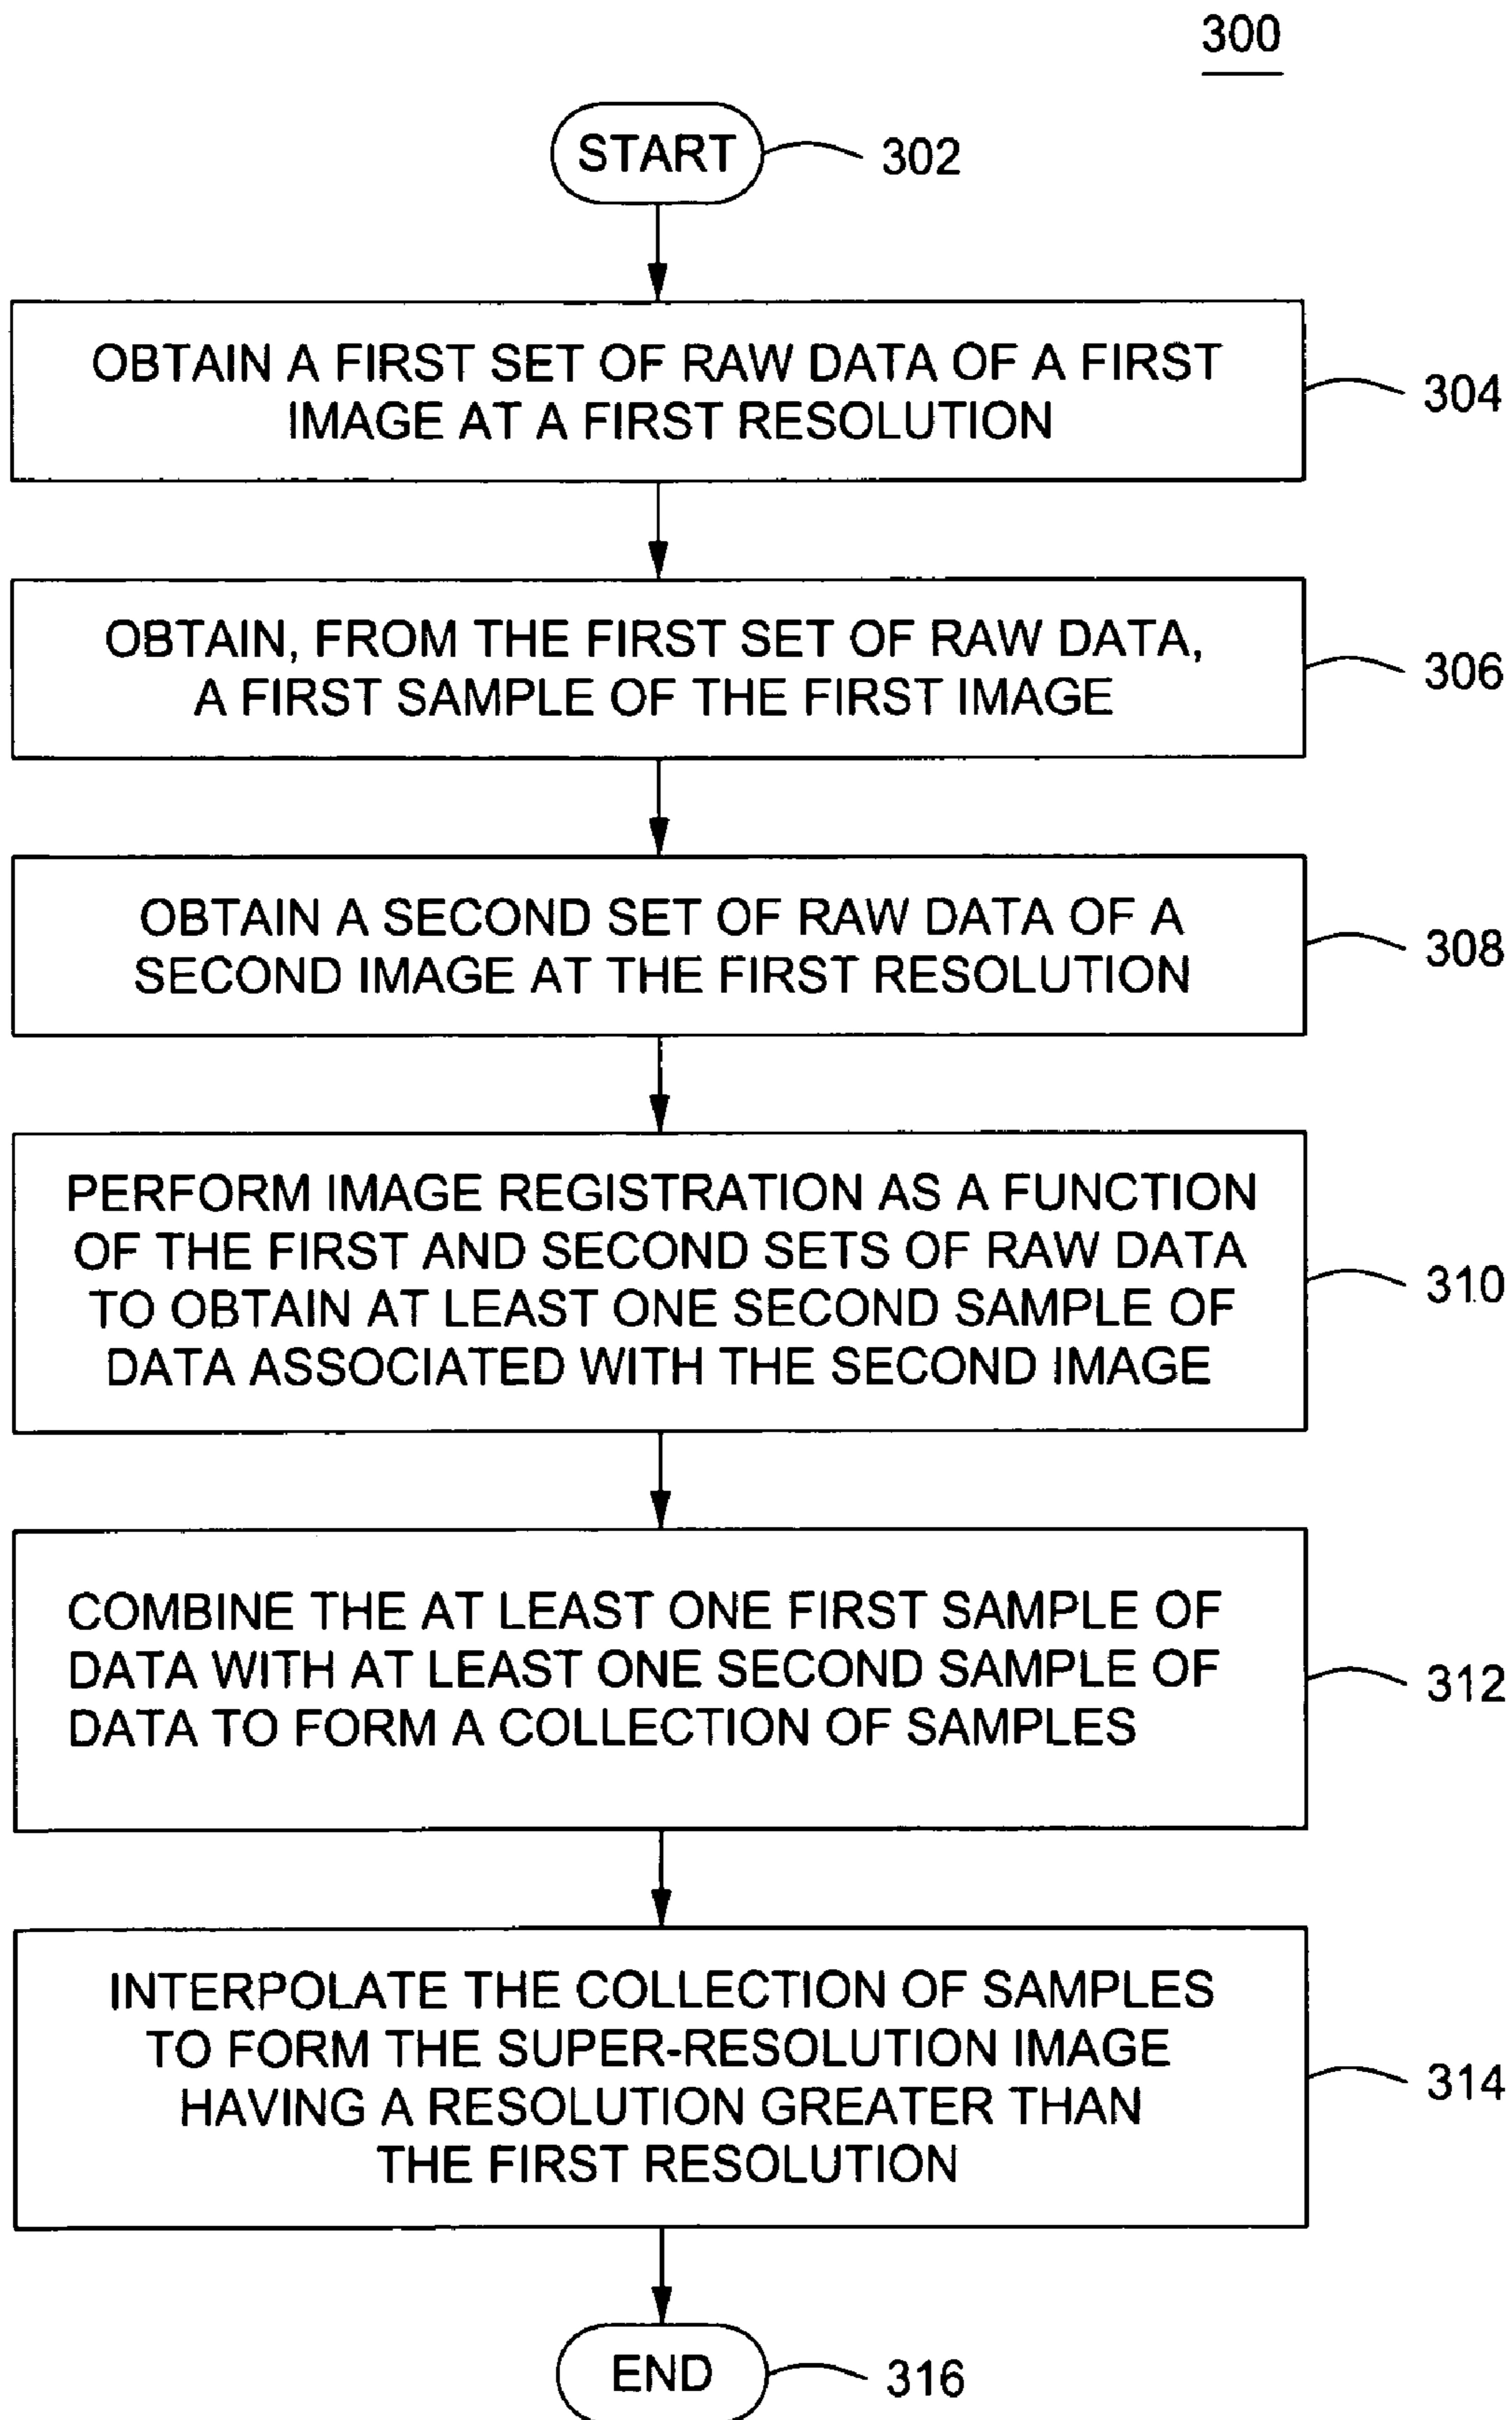 300
START
302
OBTAIN A FIRST SET OF RAW DATA OF A FIRST
IMAGE AT A FIRST RESOLUTION
304
OBTAIN, FROM THE FIRST SET OF RAW DATA,
A FIRST SAMPLE OF THE FIRST IMAGE
306
OBTAIN A SECOND SET OF RAW DATA OF A
SECOND IMAGE AT THE FIRST RESOLUTION
308
PERFORM IMAGE REGISTRATION AS A FUNCTION
OF THE FIRST AND SECOND SETS OF RAW DATA
TO OBTAIN AT LEAST ONE SECOND SAMPLE OF
DATA ASSOCIATED WITH THE SECOND IMAGE
310
COMBINE THE AT LEAST ONE FIRST SAMPLE OF
DATA WITH AT LEAST ONE SECOND SAMPLE OF
DATA TO FORM A COLLECTION OF SAMPLES
312
INTERPOLATE THE COLLECTION OF SAMPLES
TO FORM THE SUPER-RESOLUTION IMAGE
HAVING A RESOLUTION GREATER THAN
THE FIRST RESOLUTION
314
END
316